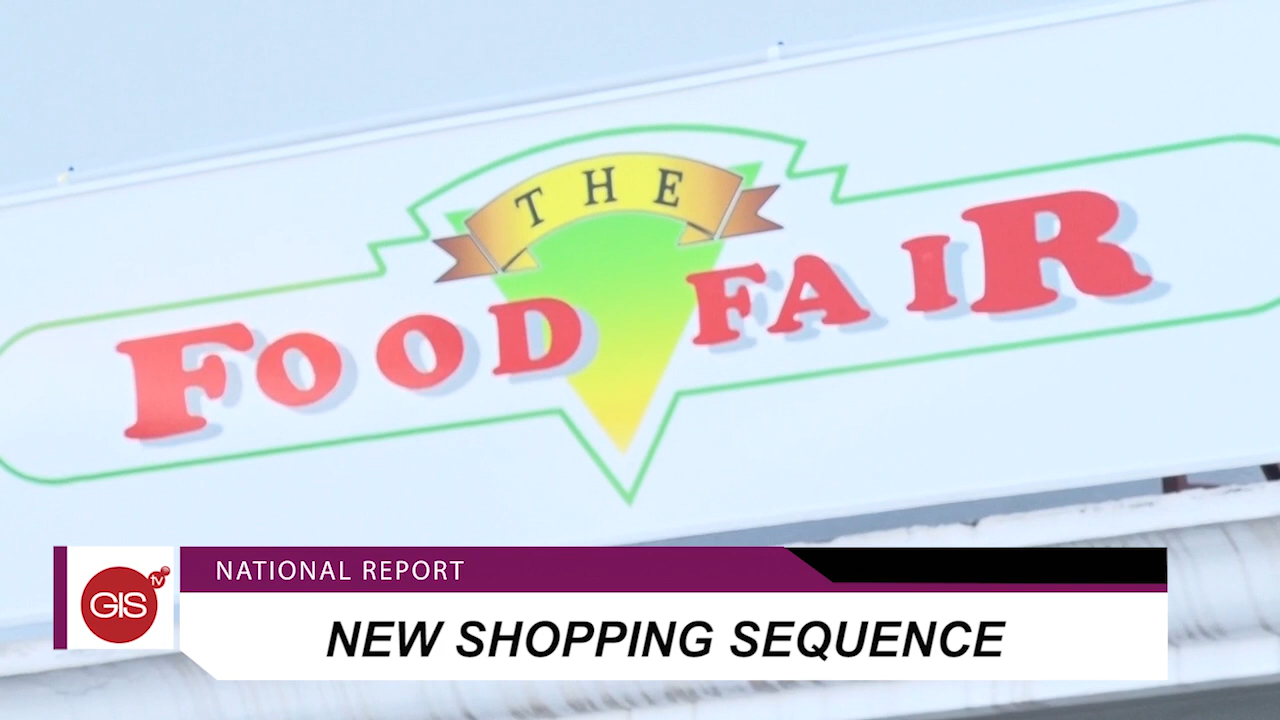 THE
FOOD FAIR
NATIONAL REPORT
GIS tv
NEW SHOPPING SEQUENCE